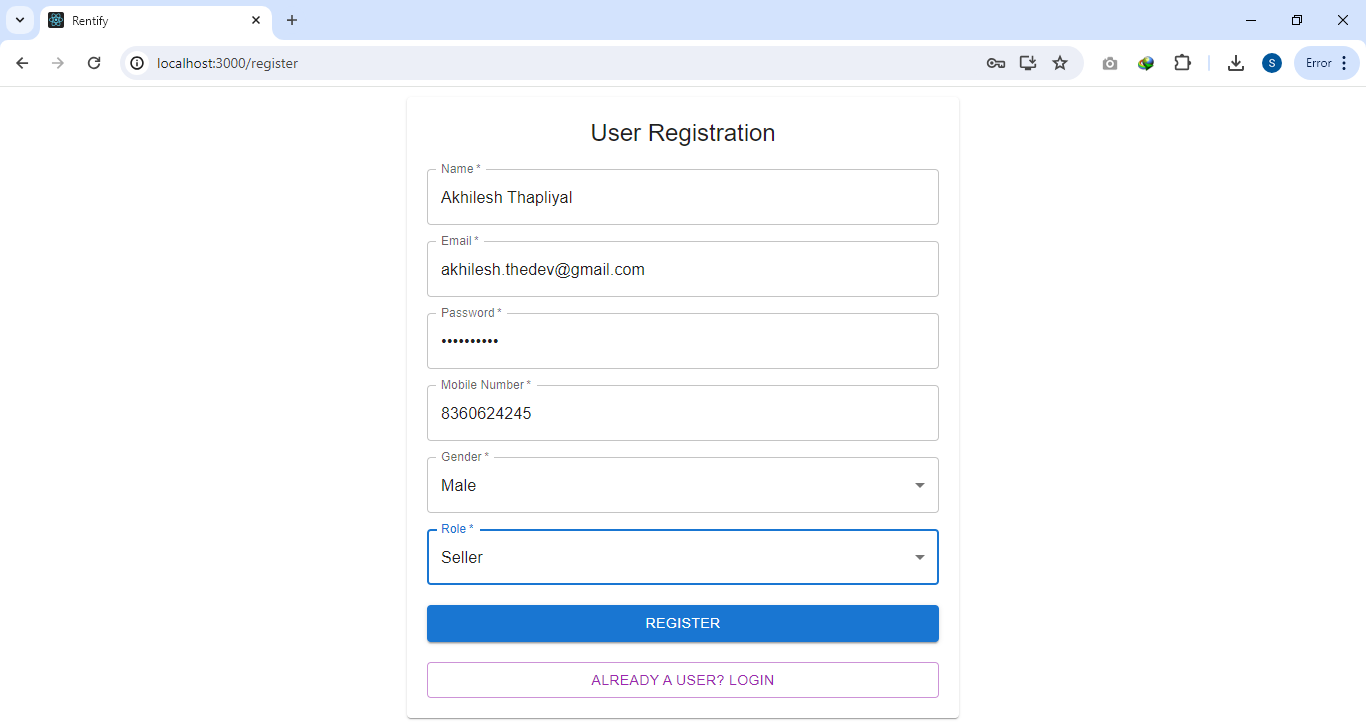 Rentify
localhost:3000/register
S
Error
User Registration
Name *
Akhilesh Thapliyal
Email *
akhilesh.thedev@gmail.com
Password *
••••••••••
Mobile Number *
8360624245
Gender *
Male
Role *
Seller
REGISTER
ALREADY A USER? LOGIN